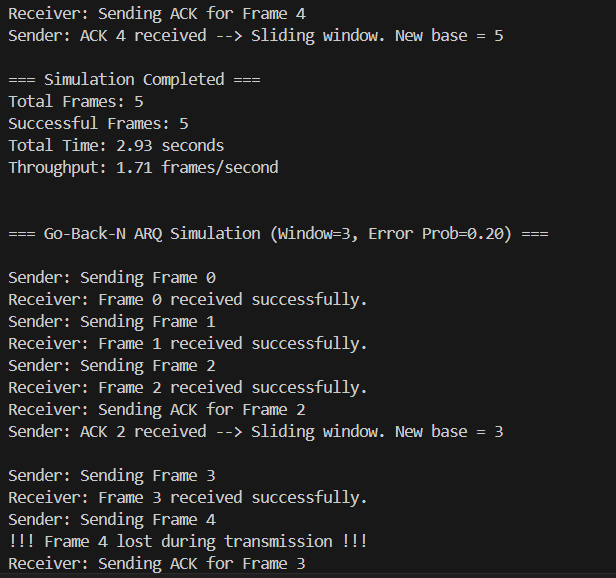 Receiver: Sending ACK for Frame 4
Sender: ACK 4 received --> Sliding window. New base = 5
=== Simulation Completed ===
Total Frames: 5
Successful Frames: 5
Total Time: 2.93 seconds
Throughput: 1.71 frames/second
=== Go-Back-N ARQ Simulation (Window=3, Error Prob=0.20) ===
Sender: Sending Frame 0
Receiver: Frame 0 received successfully.
Sender: Sending Frame 1
Receiver: Frame 1 received successfully.
Sender: Sending Frame 2
Receiver: Frame 2 received successfully.
Receiver: Sending ACK for Frame 2
Sender: ACK 2 received --> Sliding window. New base = 3
Sender: Sending Frame 3
Receiver: Frame 3 received successfully.
Sender: Sending Frame 4
!!! Frame 4 lost during transmission !!!
Receiver: Sending ACK for Frame 3